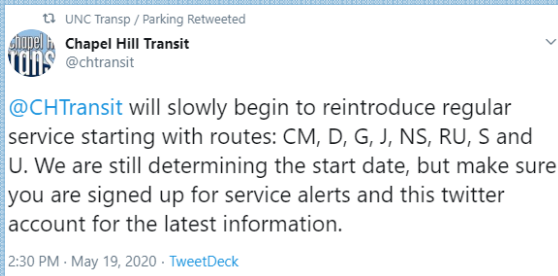 UNC Transp / Parking Retweeted
Chapel Hill Transit
@chtransit
@CHTransit will slowly begin to reintroduce regular
service starting with routes: CM, D, G, J, NS, RU, S and
U. We are still determining the start date, but make sure
you are signed up for service alerts and this twitter
account for the latest information.
2:30 PM · May 19, 2020 · TweetDeck